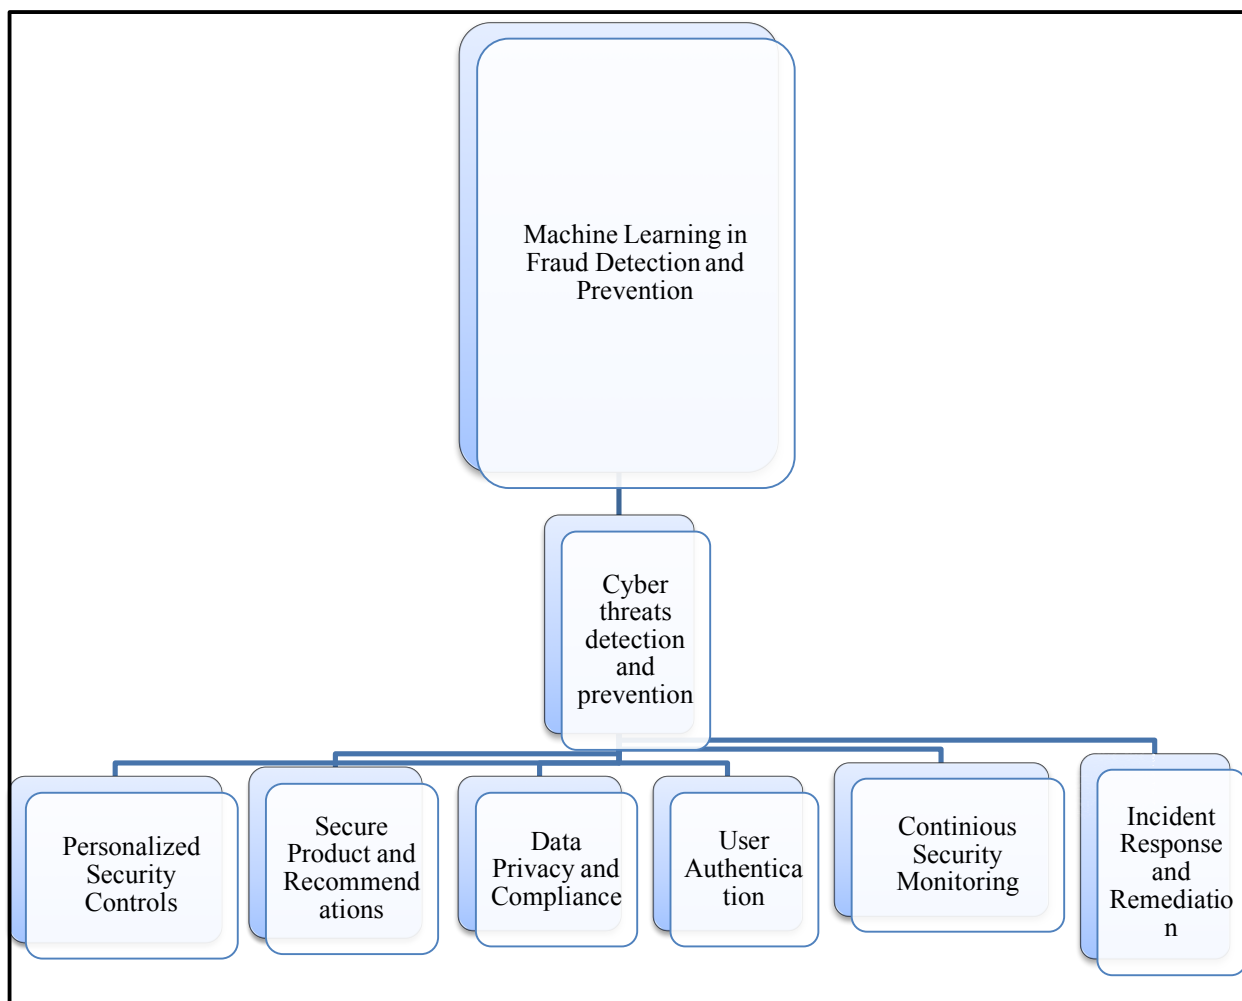 Machine Learning in
Fraud Detection and
Prevention
Cyber
threats
detection
and
prevention
Personalized
Security
Controls
Secure
Product and
Recommend
ations
Data
Privacy and
Compliance
User
Authentica
tion
Continious
Security
Monitoring
Incident
Response
and
Remediatio
n